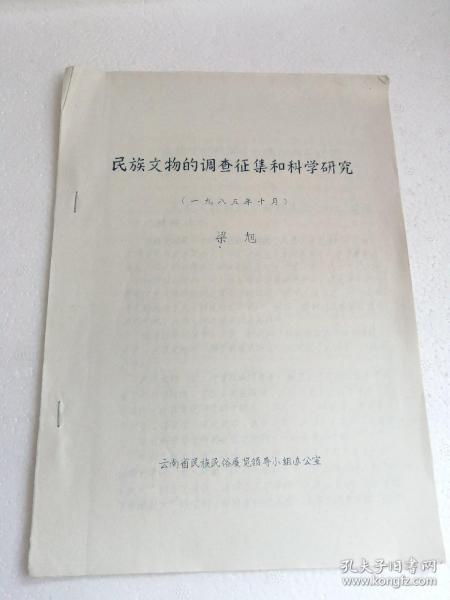 民族文物的调查征集和科学研究
(一九八五年十月)
梁旭
云南省民族民俗展览领导小组办公室
孔夫子旧书网
www.kongfz.com